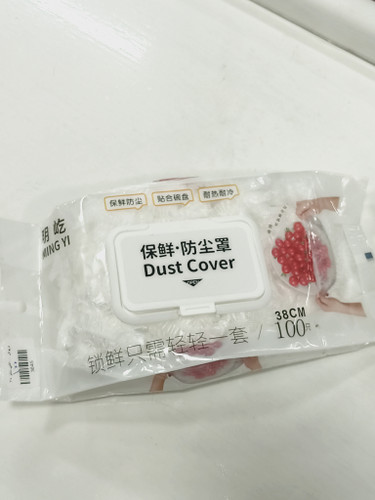 保鲜防尘
贴合碗盘
耐热耐冷
明屹
MING YI
保鲜·防尘罩
Dust Cover
OPEN
38CM
100只
锁鲜只需轻轻一套